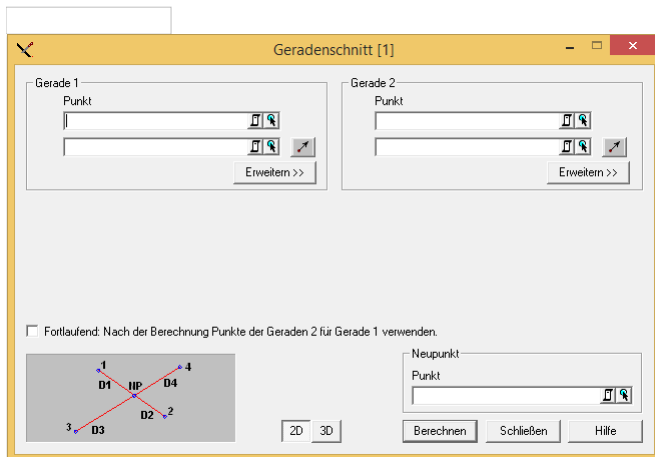 Geradenschnitt [1]
Gerade 1
Punkt
Erweitern >>
Gerade 2
Punkt
Erweitern >>
Fortlaufend: Nach der Berechnung Punkte der Geraden 2 für Gerade 1 verwenden.
1
4
D1 NP D4
D2 2
3 D3
2D 3D
Neupunkt
Punkt
Berechnen Schließen Hilfe